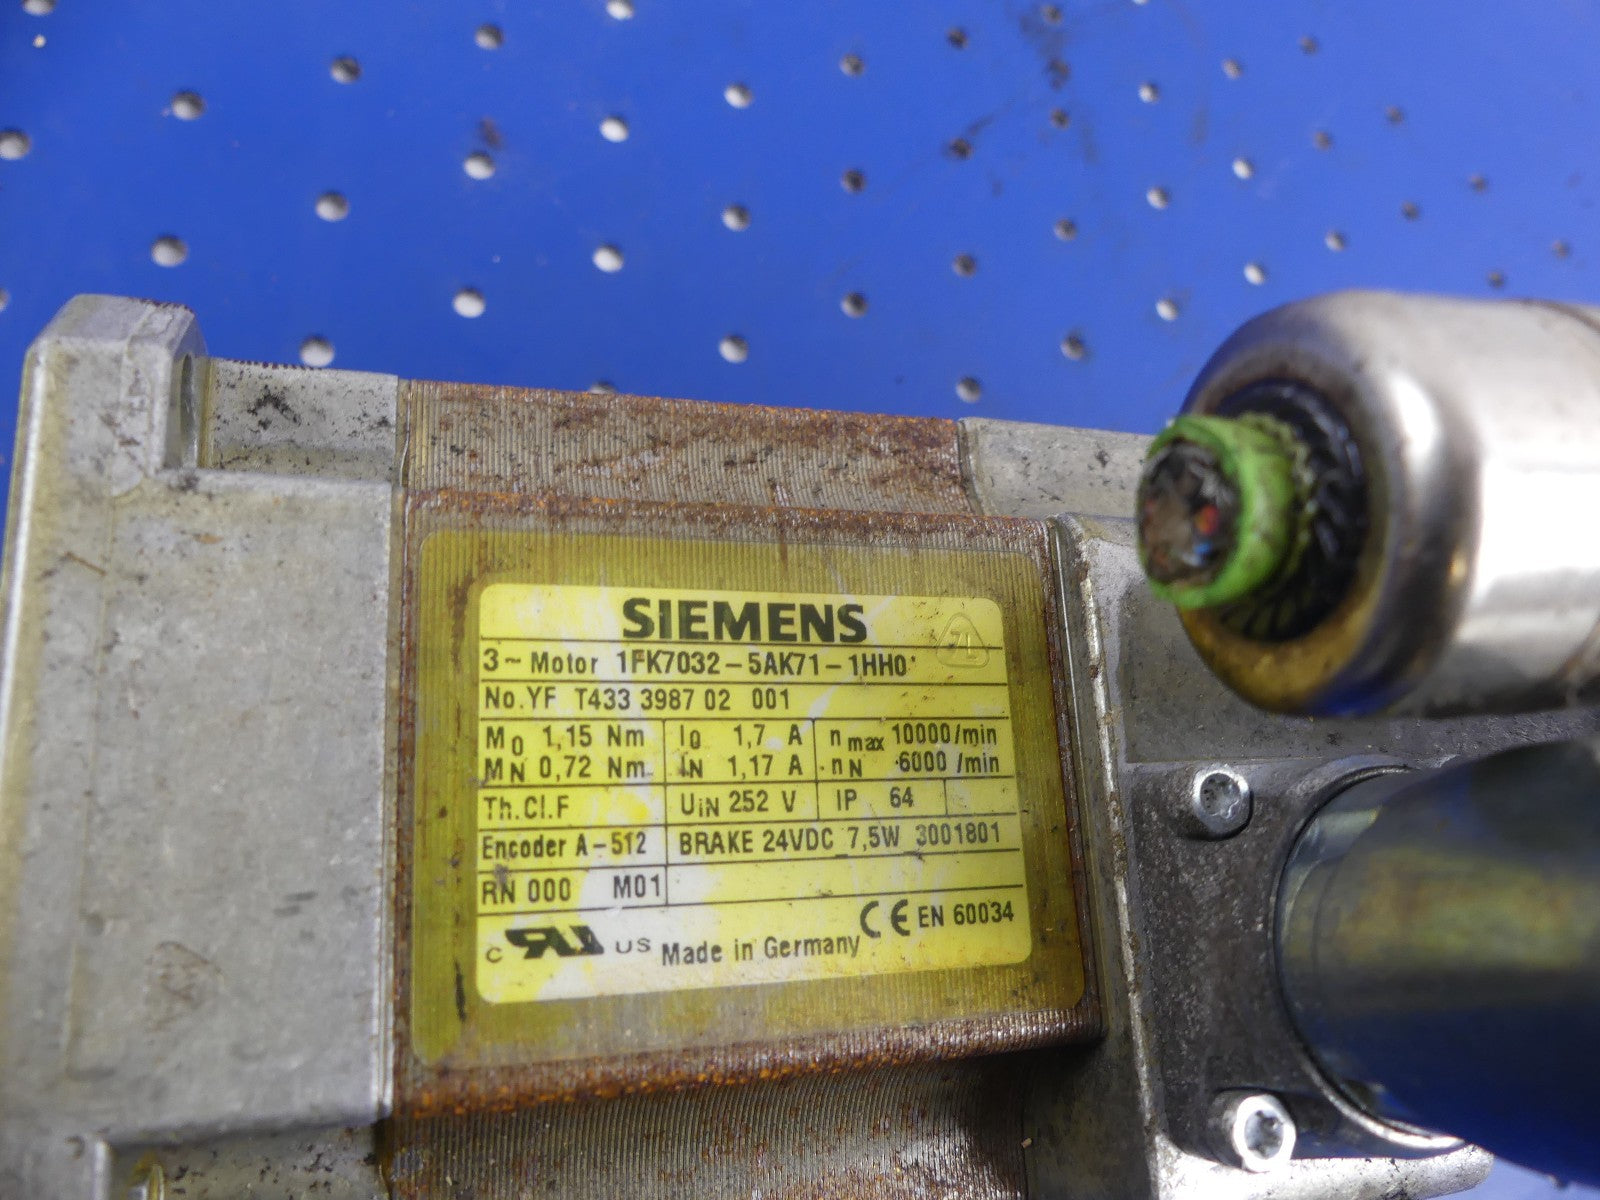 SIEMENS
3~ Motor 1FK7032-5AK71-1HH0
No.YF T433 3987 02 001
M0 1,15 Nm I0 1,7 A nmax 10000/min
MN 0,72 Nm IN 1,17 A nN 6000 /min
Th.Cl.F UIN 252 V IP 64
Encoder A-512 BRAKE 24VDC 7,5W 3001801
RN 000 M01
c RU US Made in Germany CE EN 60034